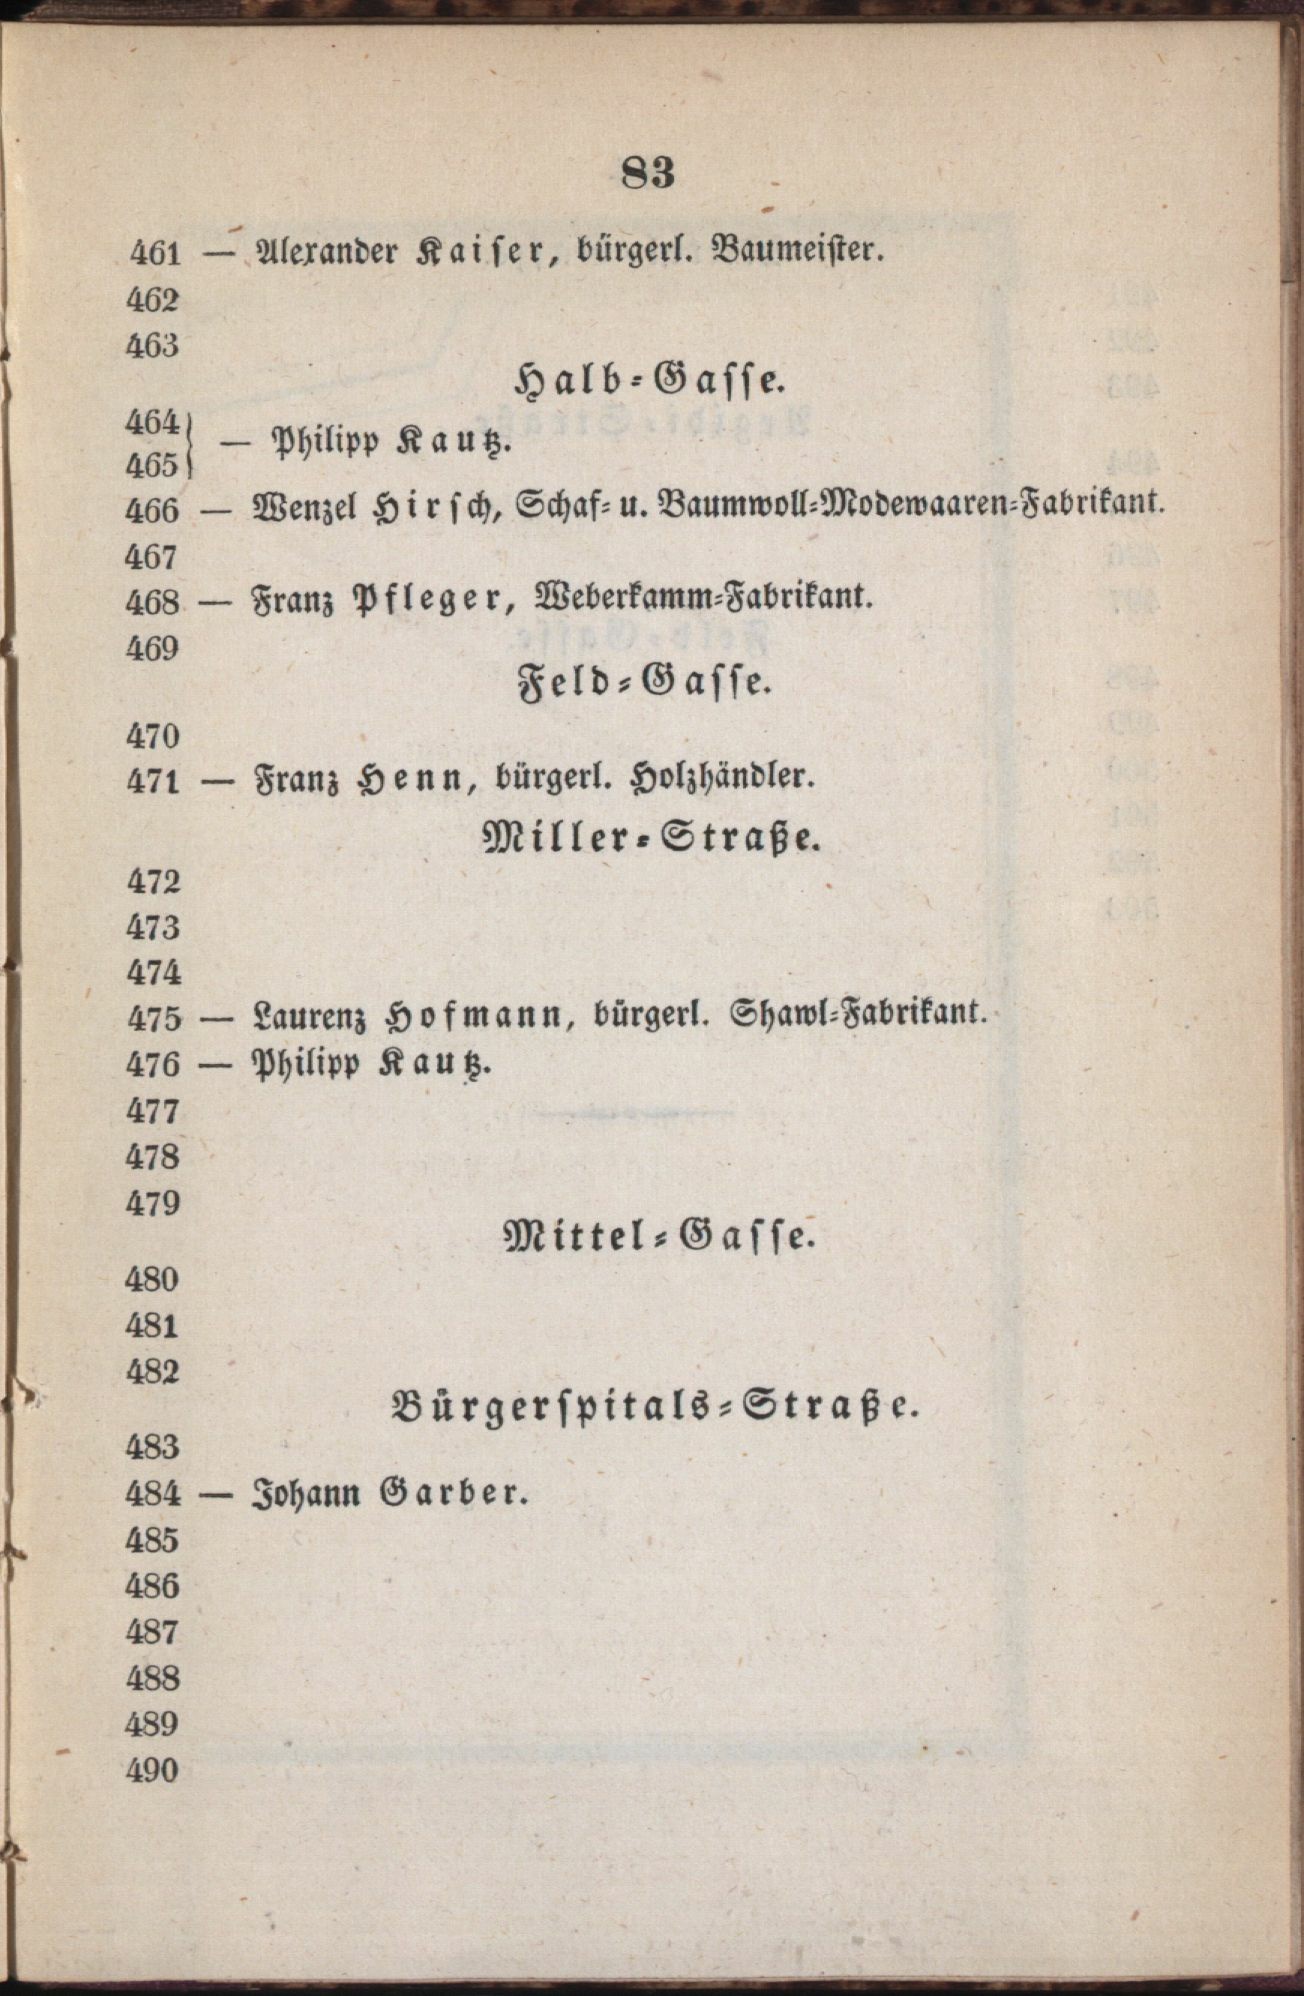 83
461 — Alexander Kaiser, bürgerl. Baumeister.
462
463
Halb-Gasse.
464
465} — Philipp Kautz.
466 — Wenzel Hirsch, Schaf- u. Baumwoll-Modewaaren-Fabrikant.
467
468 — Franz Pfleger, Weberkamm-Fabrikant.
469
Feld-Gasse.
470
471 — Franz Henn, bürgerl. Holzhändler.
Miller-Straße.
472
473
474
475 — Laurenz Hofmann, bürgerl. Shawl-Fabrikant.
476 — Philipp Kautz.
477
478
479
Mittel-Gasse.
480
481
482
Bürgerspitals-Straße.
483
484 — Johann Garber.
485
486
487
488
489
490